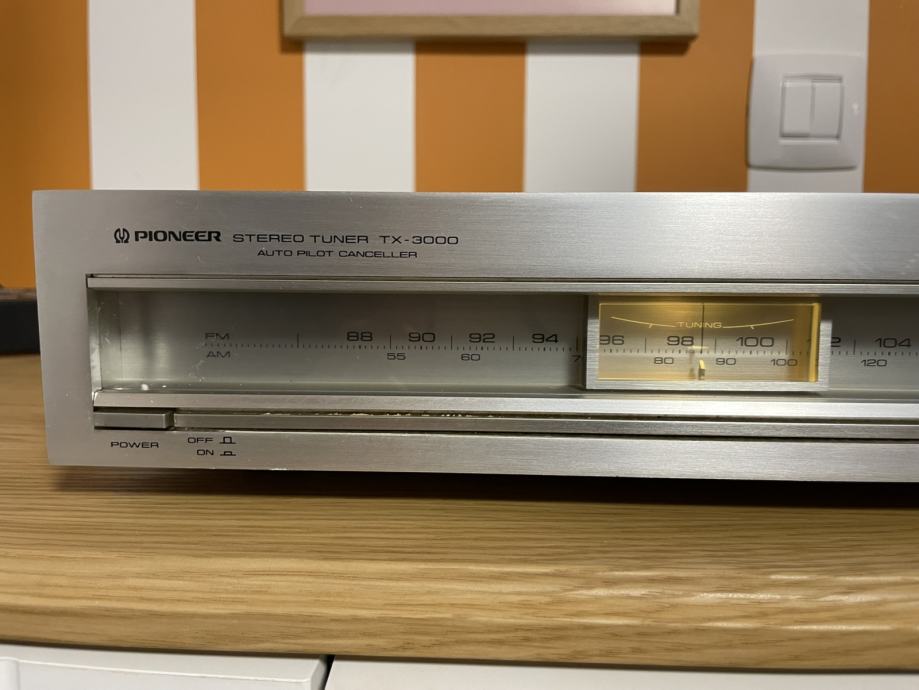 PIONEER STEREO TUNER TX-3000
AUTO PILOT CANCELLER
TUNING
FM 88 90 92 94 96 98 100 104
AM 55 60 80 90 100 120
POWER OFF
ON